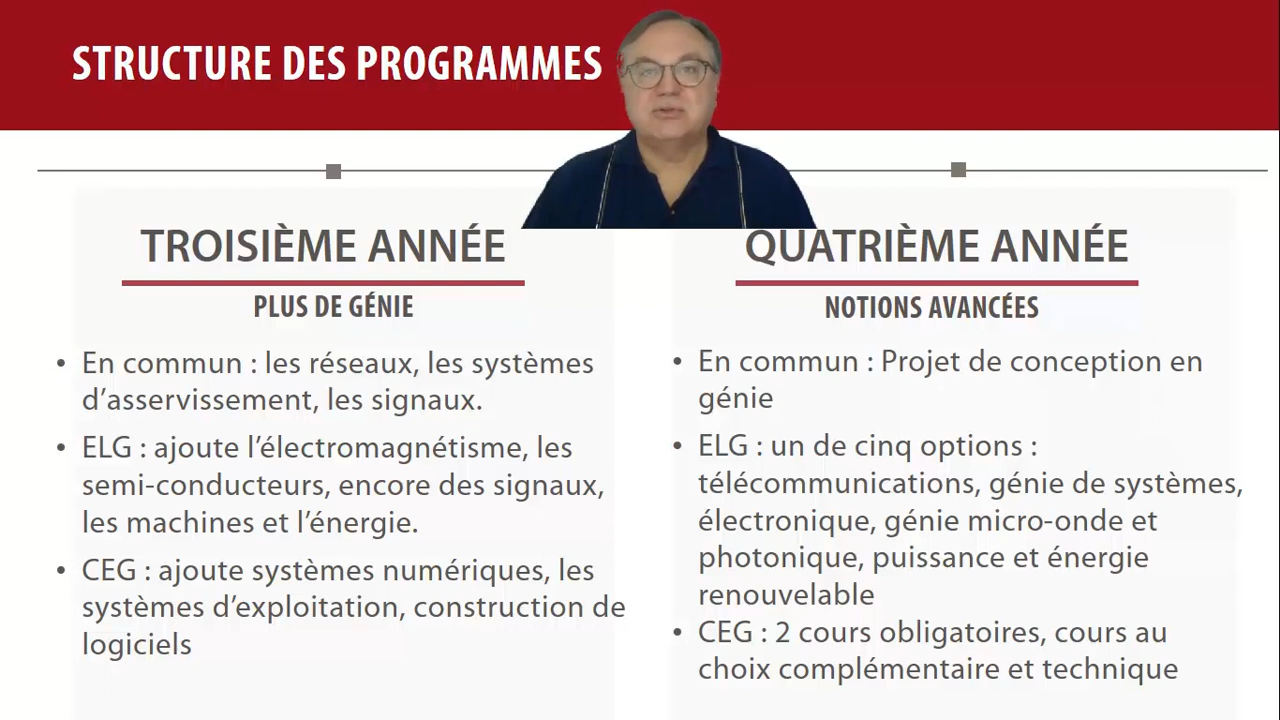 STRUCTURE DES PROGRAMMES
TROISIÈME ANNÉE
PLUS DE GÉNIE
• En commun : les réseaux, les systèmes
d’asservissement, les signaux.
• ELG : ajoute l’électromagnétisme, les
semi-conducteurs, encore des signaux,
les machines et l’énergie.
• CEG : ajoute systèmes numériques, les
systèmes d’exploitation, construction de
logiciels
QUATRIÈME ANNÉE
NOTIONS AVANCÉES
• En commun : Projet de conception en
génie
• ELG : un de cinq options :
télécommunications, génie de systèmes,
électronique, génie micro-onde et
photonique, puissance et énergie
renouvelable
• CEG : 2 cours obligatoires, cours au
choix complémentaire et technique